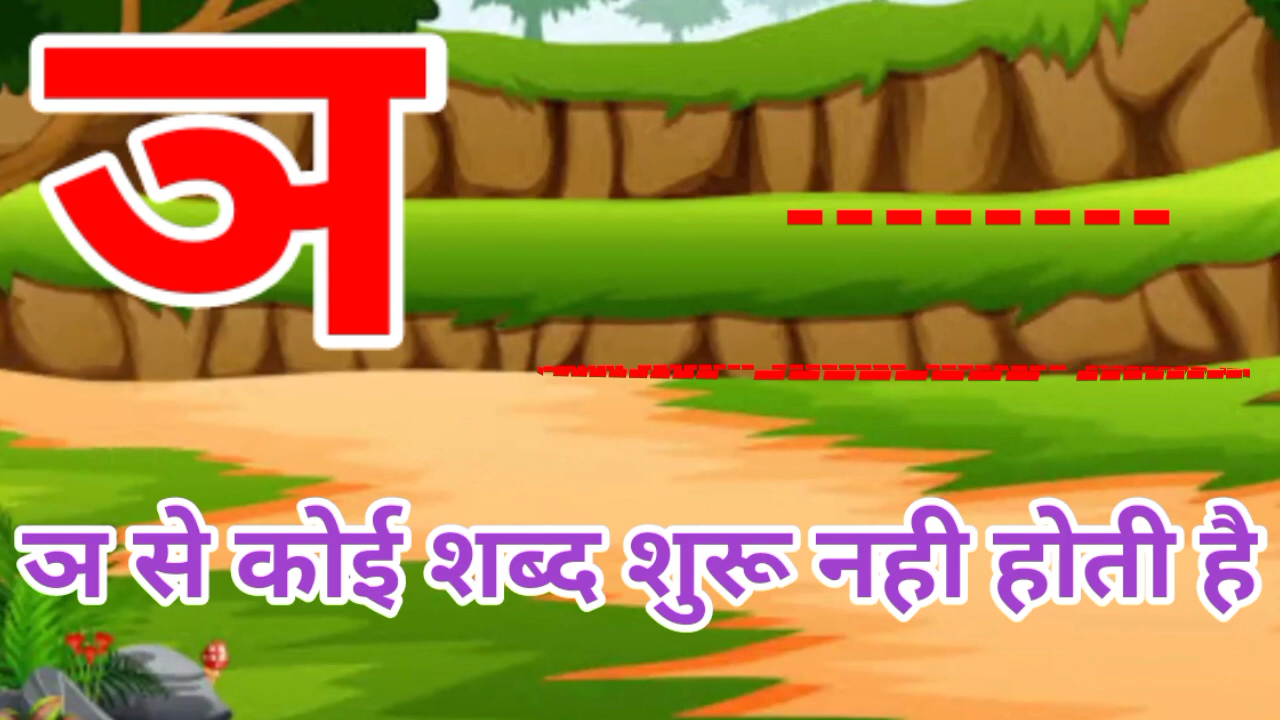 ञ
-------
ञ से कोई शब्द शुरू नही होती है